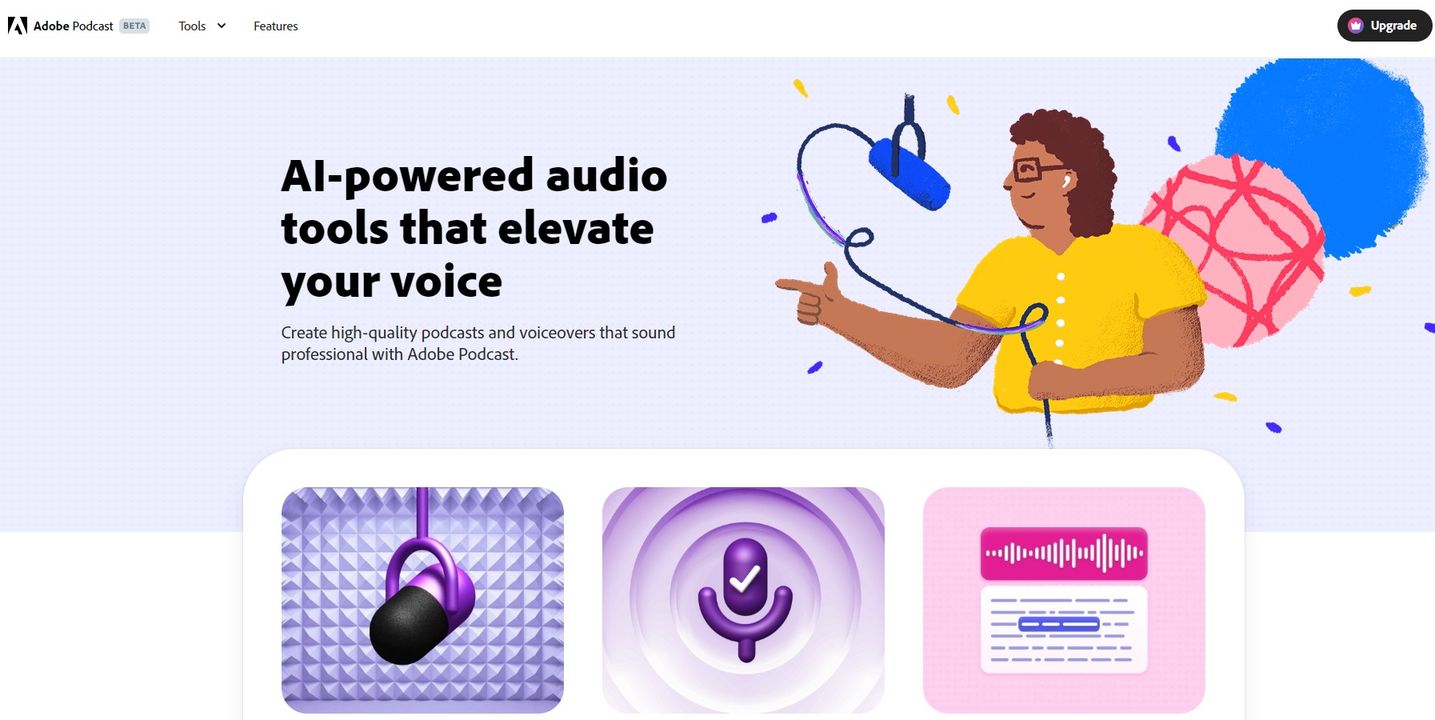 Adobe Podcast BETA Tools Features Upgrade
AI-powered audio
tools that elevate
your voice
Create high-quality podcasts and voiceovers that sound
professional with Adobe Podcast.